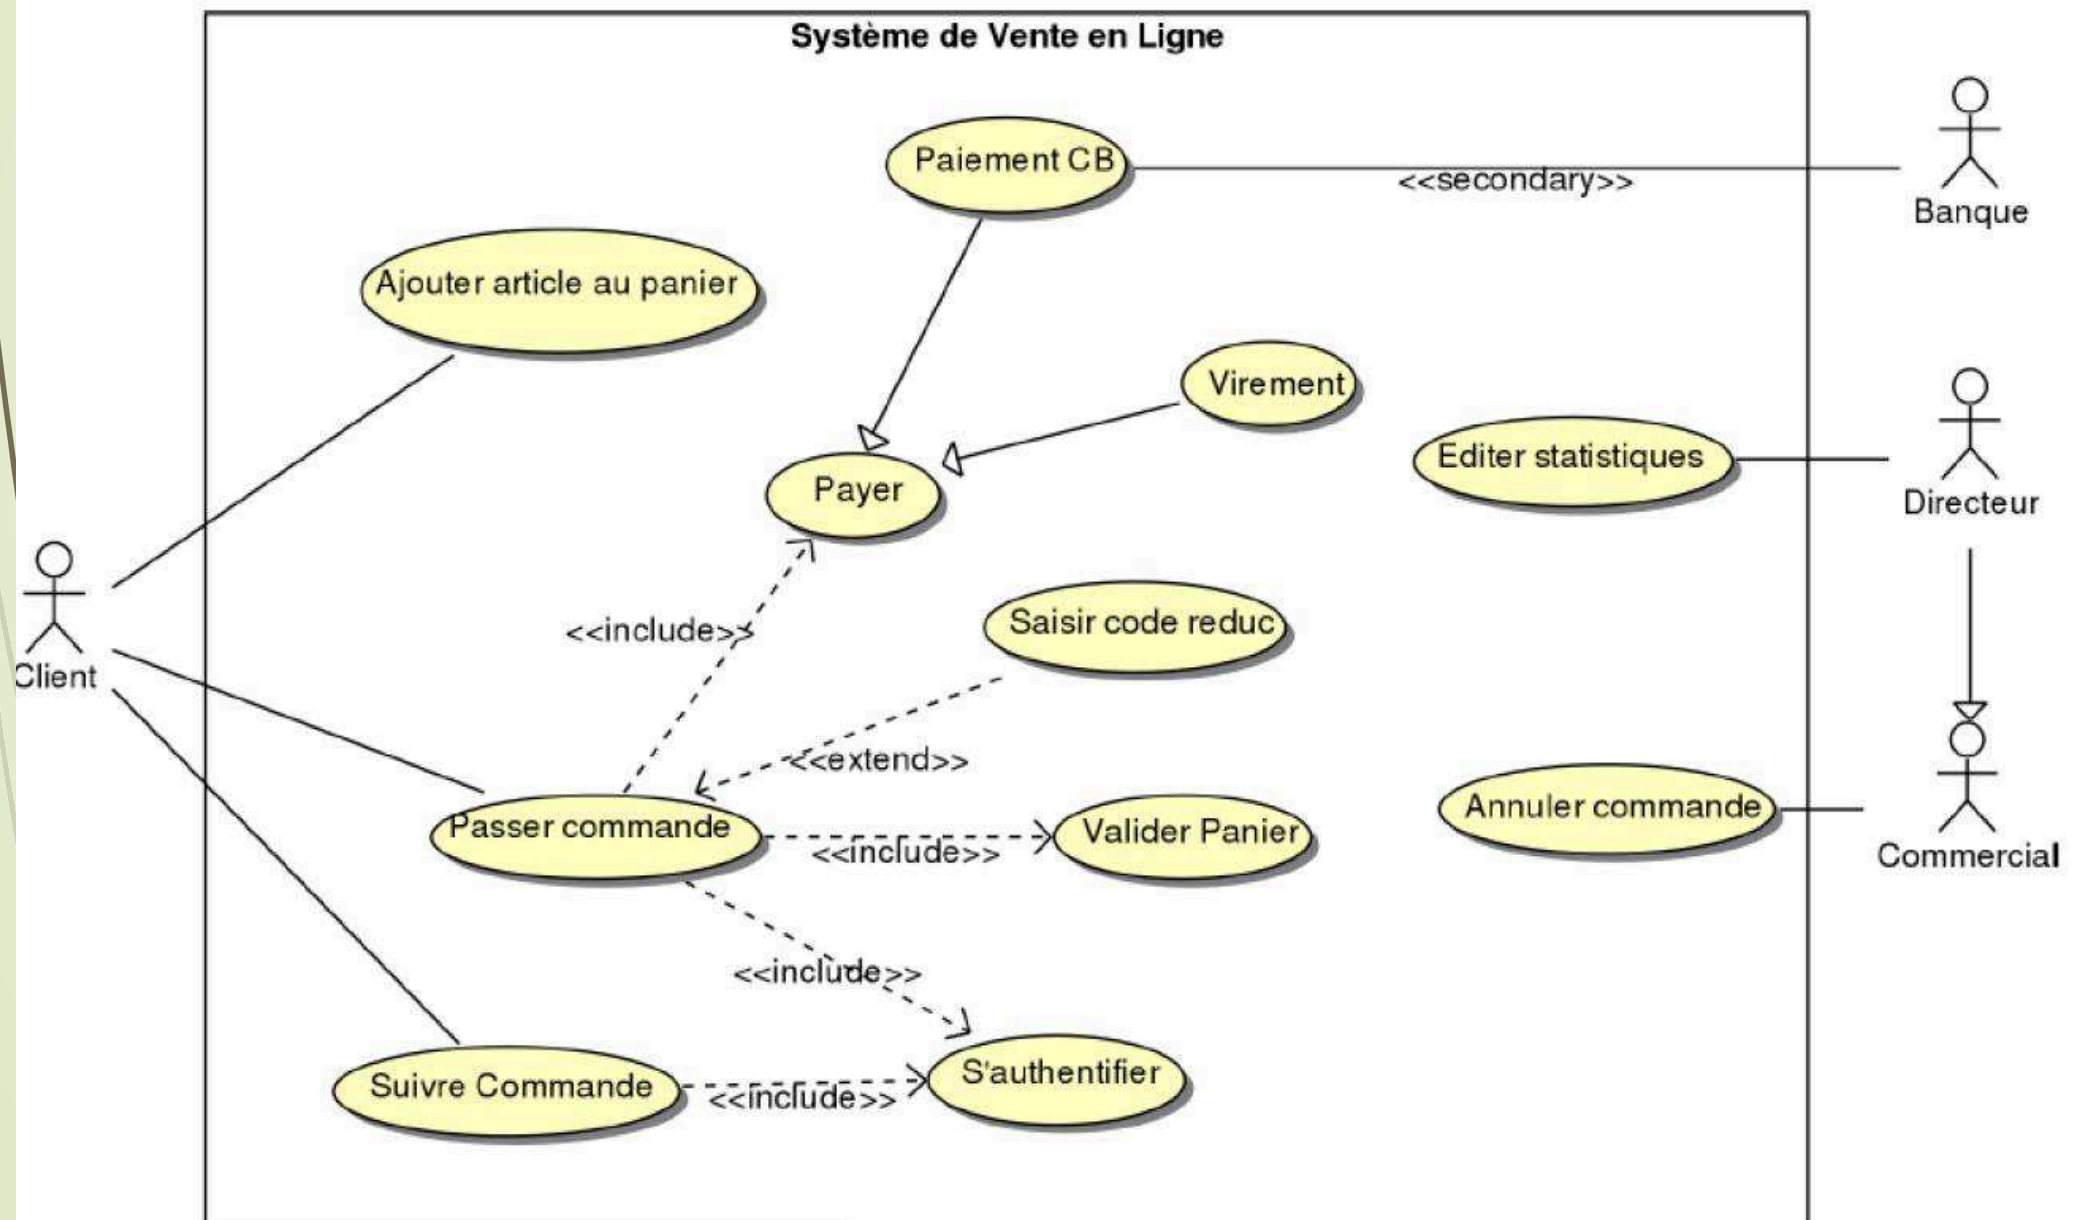 Système de Vente en Ligne
Paiement CB
<<secondary>>
Banque
Ajouter article au panier
Virement
Editer statistiques
Payer
Directeur
<<include>>
Saisir code reduc
Client
<<extend>>
Passer commande
<<include>>
Valider Panier
Annuler commande
Commercial
<<include>>
Suivre Commande
<<include>>
S'authentifier